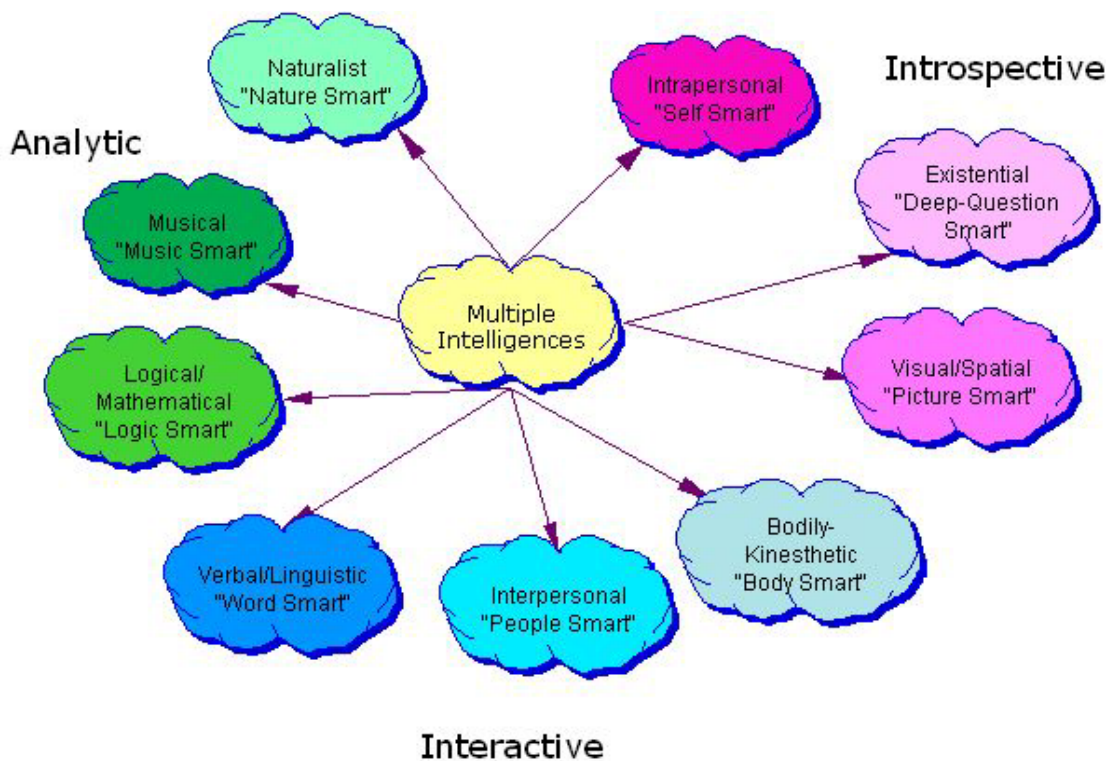 Naturalist
"Nature Smart"
Intrapersonal
"Self Smart"
Introspective
Analytic
Existential
"Deep-Question
Smart"
Musical
"Music Smart"
Multiple
Intelligences
Logical/
Mathematical
"Logic Smart"
Visual/Spatial
"Picture Smart"
Verbal/Linguistic
"Word Smart"
Interpersonal
"People Smart"
Bodily-
Kinesthetic
"Body Smart"
Interactive